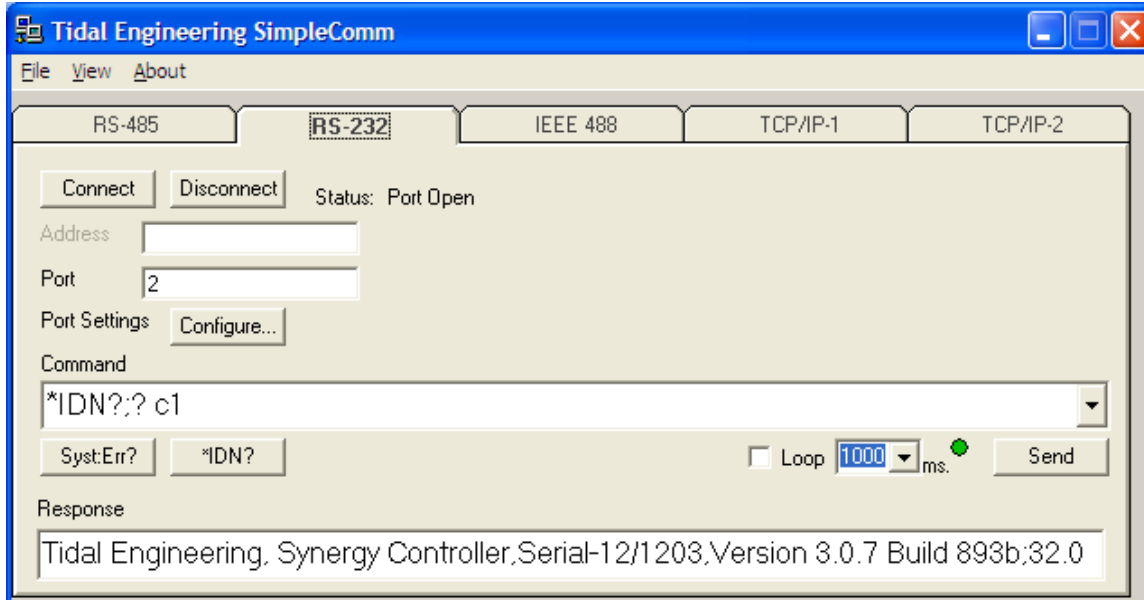 Tidal Engineering SimpleComm
File View About
RS-485 RS-232 IEEE 488 TCP/IP-1 TCP/IP-2
Connect Disconnect Status: Port Open
Address
Port 2
Port Settings Configure...
Command
*IDN?;? c1
Syst:Err? *IDN? Loop 1000 ms. Send
Response
Tidal Engineering, Synergy Controller,Serial-12/1203,Version 3.0.7 Build 893b;32.0